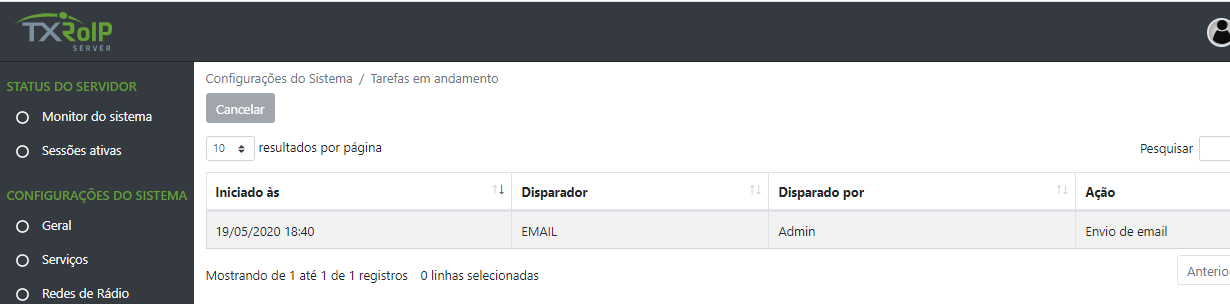 TXRoIP
SERVER
STATUS DO SERVIDOR
Monitor do sistema
Sessões ativas
CONFIGURAÇÕES DO SISTEMA
Geral
Serviços
Redes de Rádio
Configurações do Sistema / Tarefas em andamento
Cancelar
10 resultados por página
Pesquisar
Iniciado às Disparador Disparado por Ação
19/05/2020 18:40 EMAIL Admin Envio de email
Mostrando de 1 até 1 de 1 registros 0 linhas selecionadas
Anterio